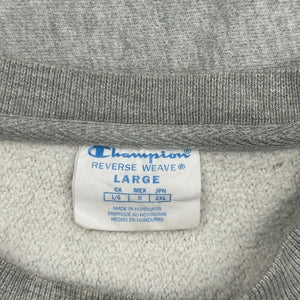 Champion
REVERSE WEAVE®
LARGE
CA MEX JPN
L/G G 2XL
MADE IN HONDURAS
FABRIQUÉ AU HONDURAS
HECHO EN HONDURAS